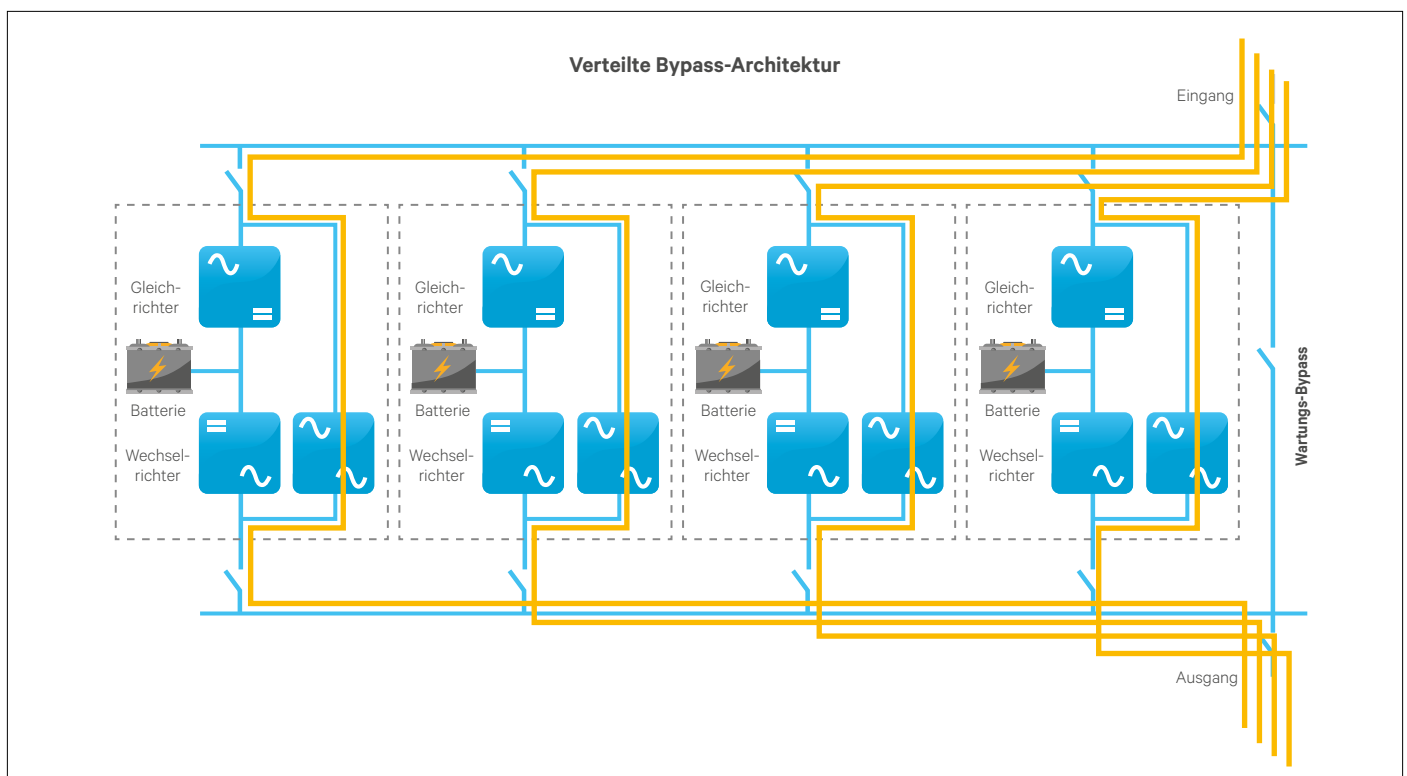 Verteilte Bypass-Architektur
Eingang
Gleich-
richter
Batterie
Wechsel-
richter
Gleich-
richter
Batterie
Wechsel-
richter
Gleich-
richter
Batterie
Wechsel-
richter
Gleich-
richter
Batterie
Wechsel-
richter
Wartungs-Bypass
Ausgang